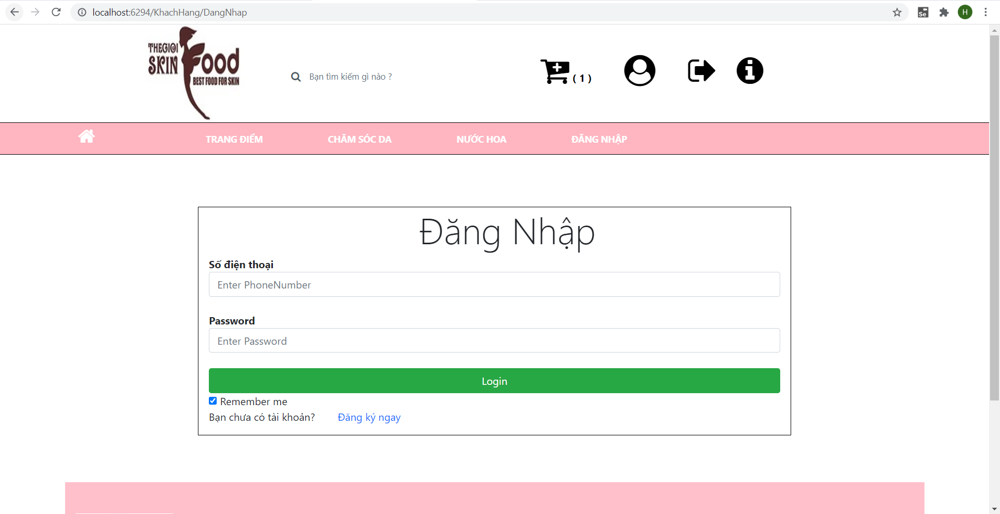 localhost:6294/KhachHang/DangNhap
Se
H
THEGIOI
SKIN Food
BEST FOOD FOR SKIN
Bạn tìm kiếm gì nào ?
( 1 )
TRANG ĐIỂM CHĂM SÓC DA NƯỚC HOA ĐĂNG NHẬP
Đăng Nhập
Số điện thoại
Enter PhoneNumber
Password
Enter Password
Login
Remember me
Bạn chưa có tài khoản? Đăng ký ngay